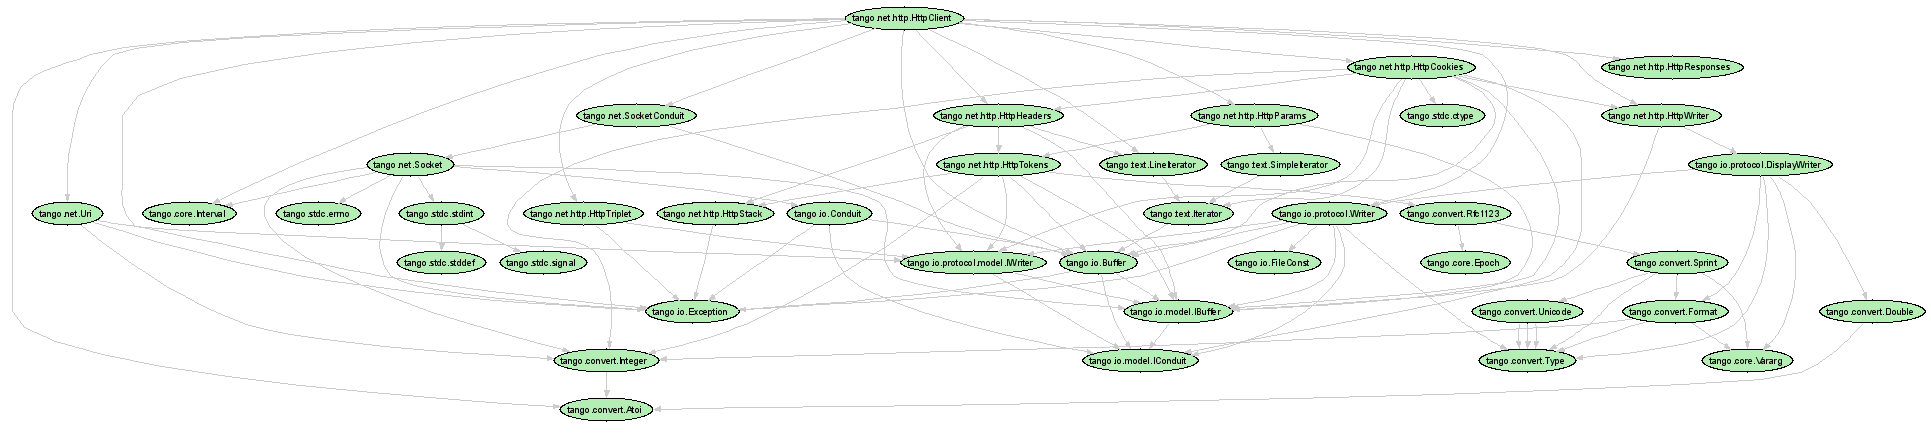 tango.net.http.HttpClient
tango.net.http.HttpCookies
tango.net.http.HttpResponses
tango.net.SocketConduit
tango.net.http.HttpHeaders
tango.net.http.HttpParams
tango.stdc.ctype
tango.net.http.HttpWriter
tango.net.Socket
tango.net.http.HttpTokens
tango.text.LineIterator
tango.text.SimpleIterator
tango.io.protocol.DisplayWriter
tango.net.Uri
tango.core.Interval
tango.stdc.errno
tango.stdc.stdint
tango.net.http.HttpTriplet
tango.net.http.HttpStack
tango.io.Conduit
tango.text.Iterator
tango.io.protocol.Writer
tango.convert.Rfc1123
tango.stdc.stddef
tango.stdc.signal
tango.io.protocol.model.IWriter
tango.io.Buffer
tango.io.FileConst
tango.core.Epoch
tango.convert.Sprint
tango.io.Exception
tango.io.model.IBuffer
tango.convert.Unicode
tango.convert.Format
tango.convert.Double
tango.convert.Integer
tango.io.model.IConduit
tango.convert.Type
tango.core.Vararg
tango.convert.Atoi